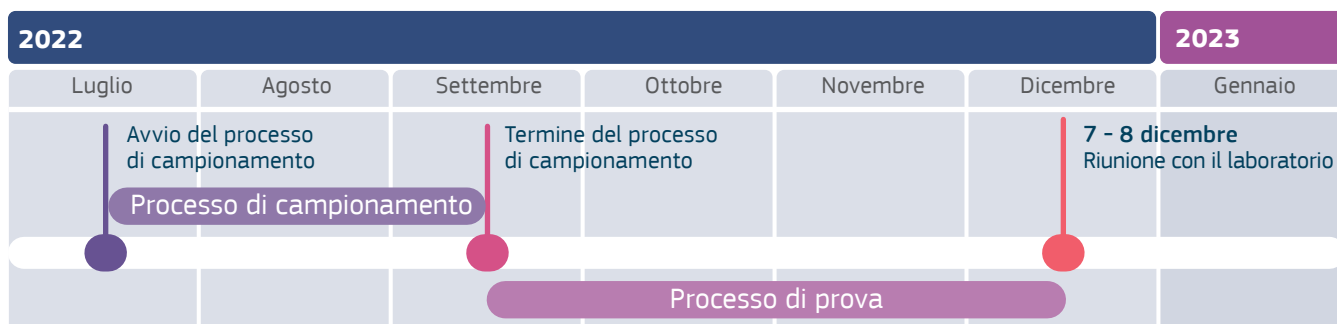 2022
2023
Luglio
Agosto
Settembre
Ottobre
Novembre
Dicembre
Gennaio
Avvio del processo
di campionamento
Termine del processo
di campionamento
7 - 8 dicembre
Riunione con il laboratorio
Processo di campionamento
Processo di prova